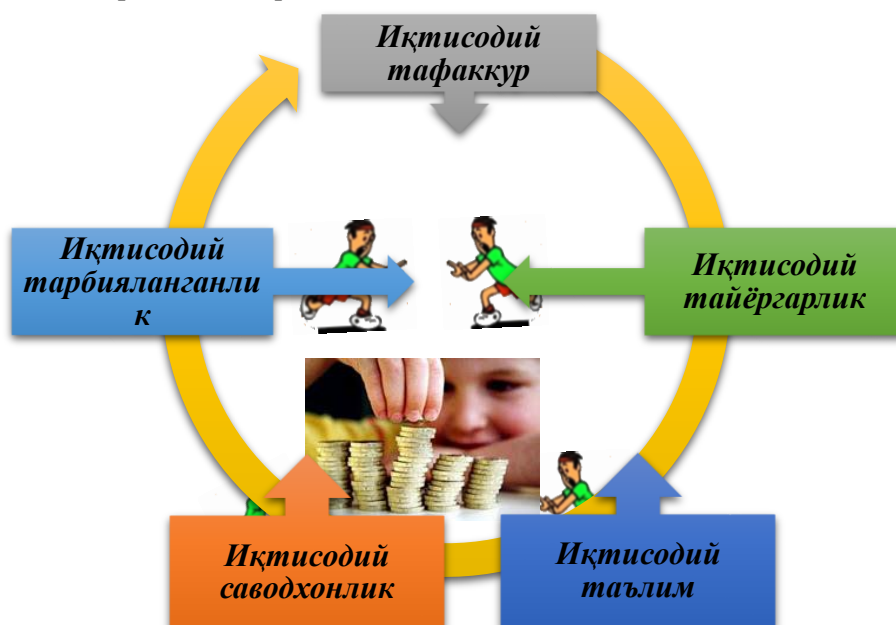 Иқтисодий
тафаккур
Иқтисодий
тарбияланганли
к
Иқтисодий
тайёргарлик
Иқтисодий
саводхонлик
Иқтисодий
таълим